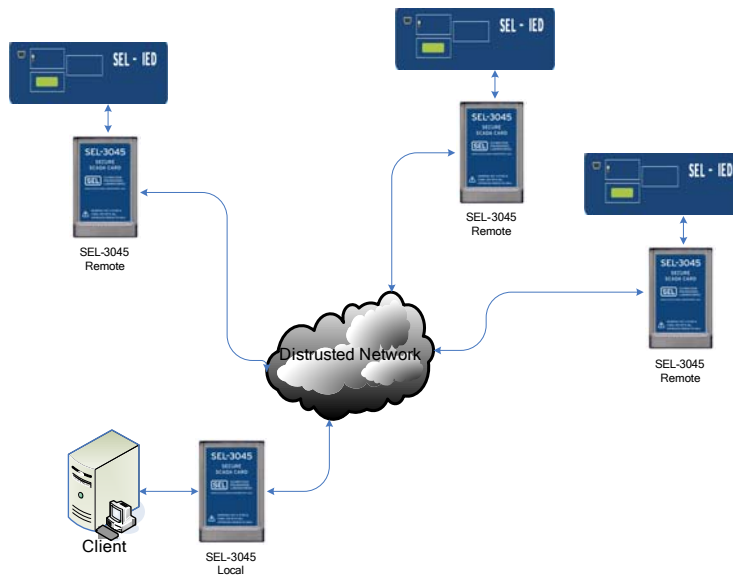 SEL - IED
SEL-3045
SECURE
SCADA CARD
SEL
SEL-3045
Remote
SEL - IED
SEL-3045
SECURE
SCADA CARD
SEL
SEL-3045
Remote
SEL - IED
SEL-3045
SECURE
SCADA CARD
SEL
SEL-3045
Remote
Distrusted Network
Client
SEL-3045
SECURE
SCADA CARD
SEL
SEL-3045
Local